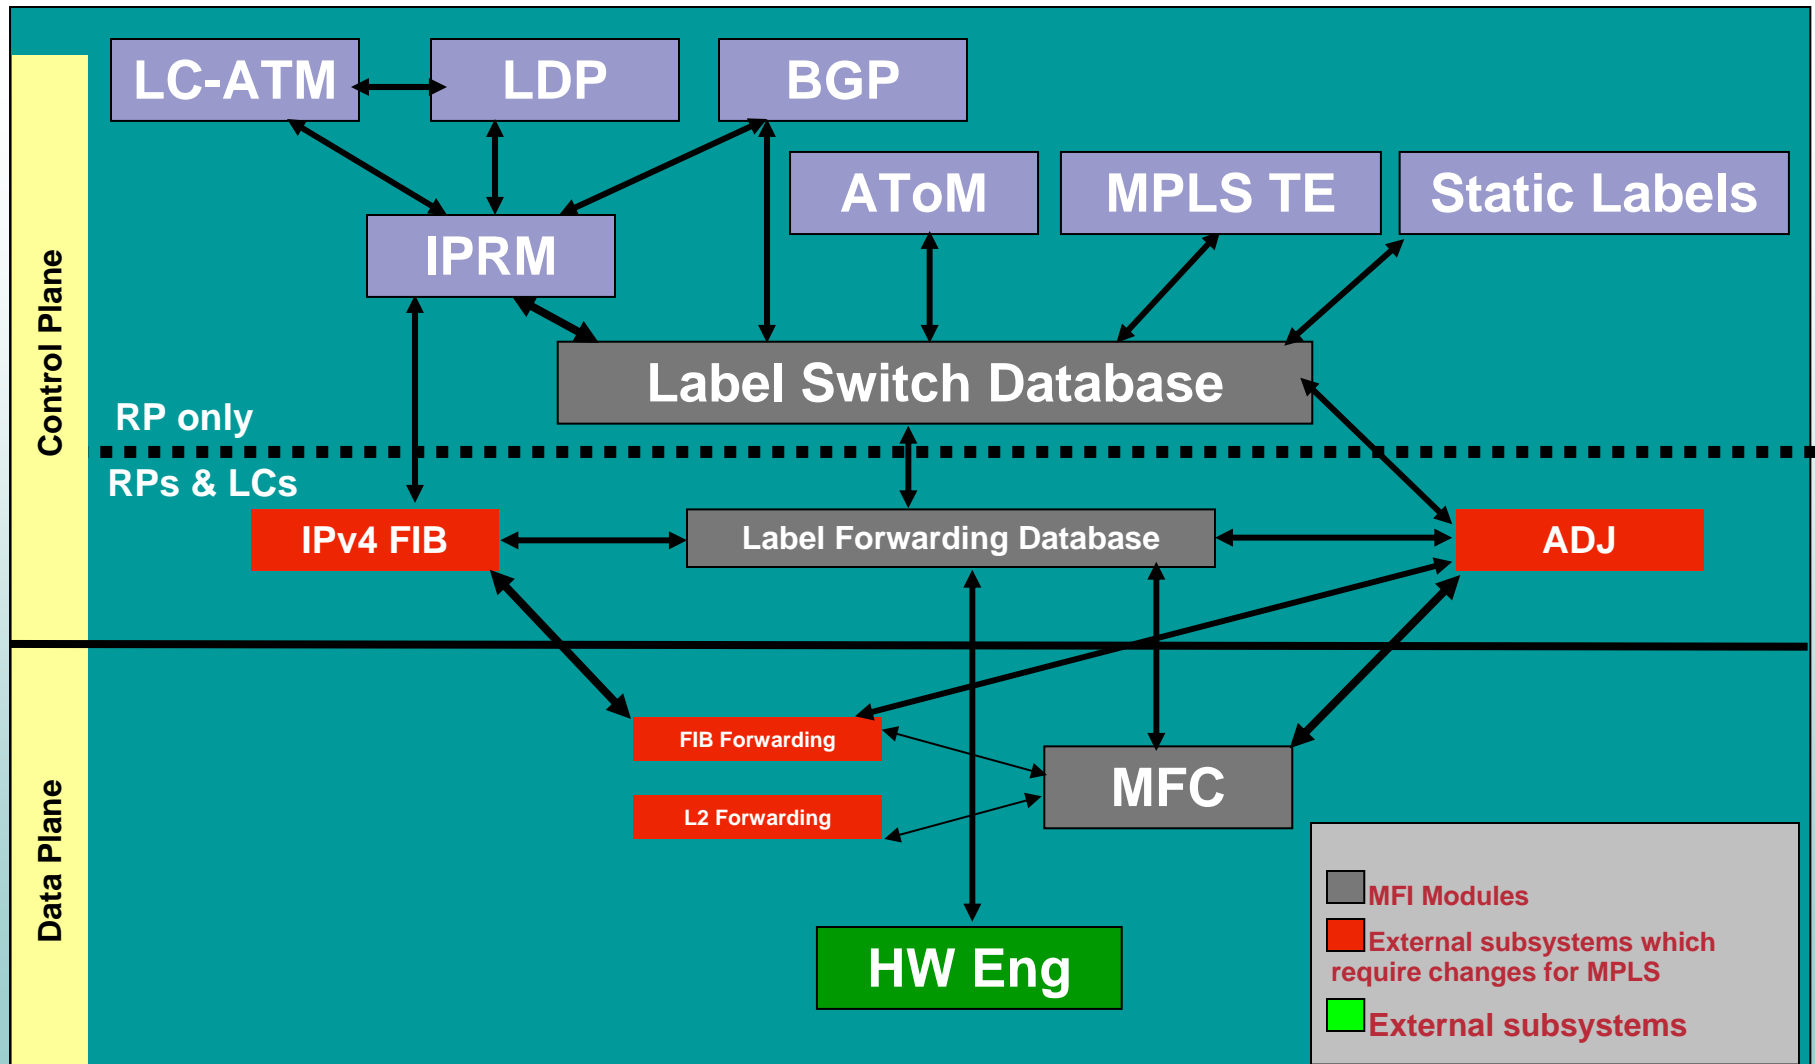 LC-ATM
LDP
BGP
AToM
MPLS TE
Static Labels
IPRM
Control Plane
Label Switch Database
RP only
RPs & LCs
IPv4 FIB
Label Forwarding Database
ADJ
FIB Forwarding
MFC
L2 Forwarding
Data Plane
HW Eng
MFI Modules
External subsystems which
require changes for MPLS
External subsystems